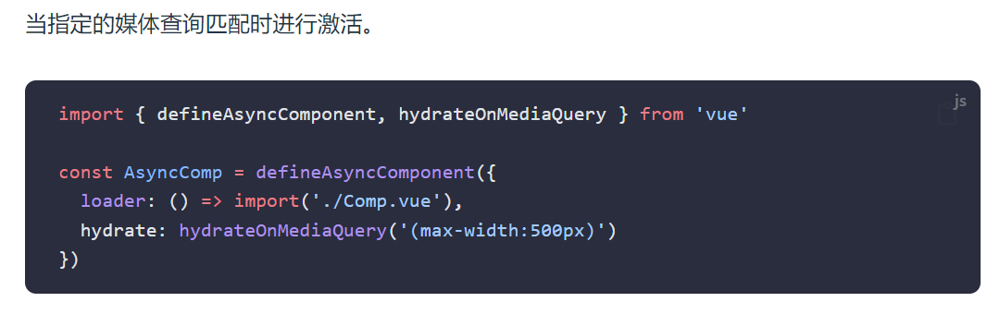 当指定的媒体查询匹配时进行激活。
js
import { defineAsyncComponent, hydrateOnMediaQuery } from 'vue'
const AsyncComp = defineAsyncComponent({
  loader: () => import('./Comp.vue'),
  hydrate: hydrateOnMediaQuery('(max-width:500px)')
})